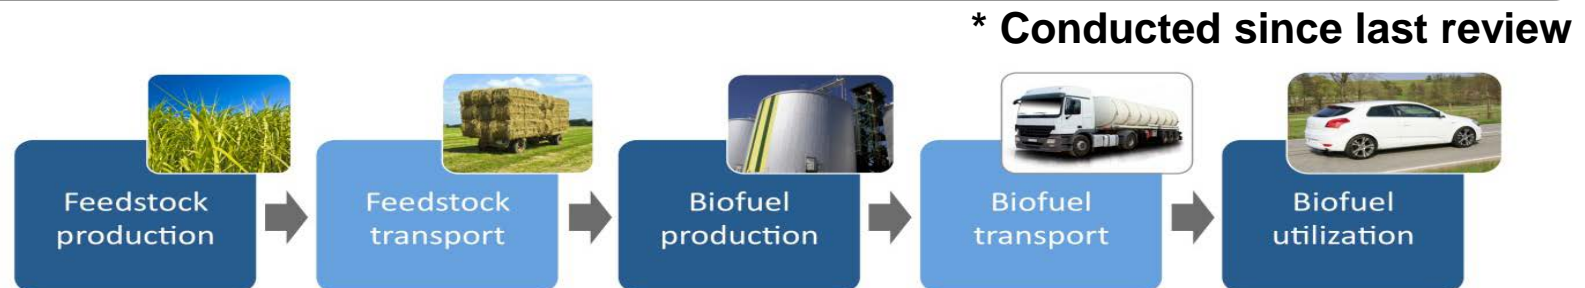 * Conducted since last review
Feedstock
production
Feedstock
transport
Biofuel
production
Biofuel
transport
Biofuel
utilization